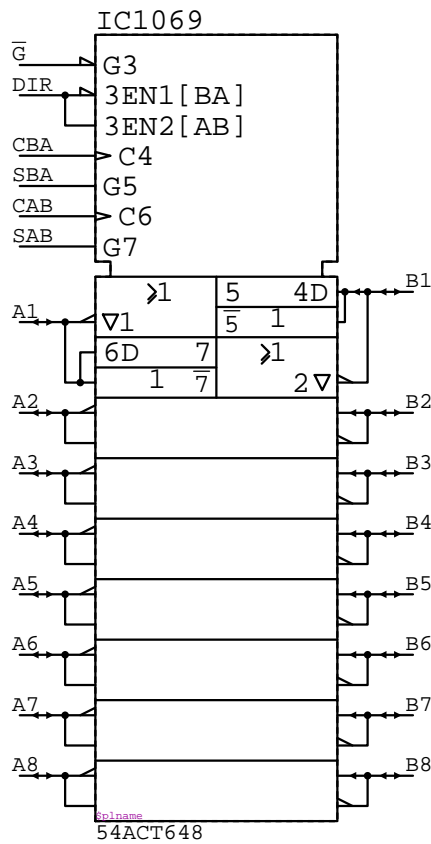 IC1069
G̅ G3
DIR 3EN1[BA]
3EN2[AB]
CBA C4
SBA G5
CAB C6
SAB G7
≥1 5 4D B1
A1 ▽1 5̅ 1
6D 7 ≥1
1 7̅ 2▽
A2 B2
A3 B3
A4 B4
A5 B5
A6 B6
A7 B7
A8 B8
$plname
54ACT648